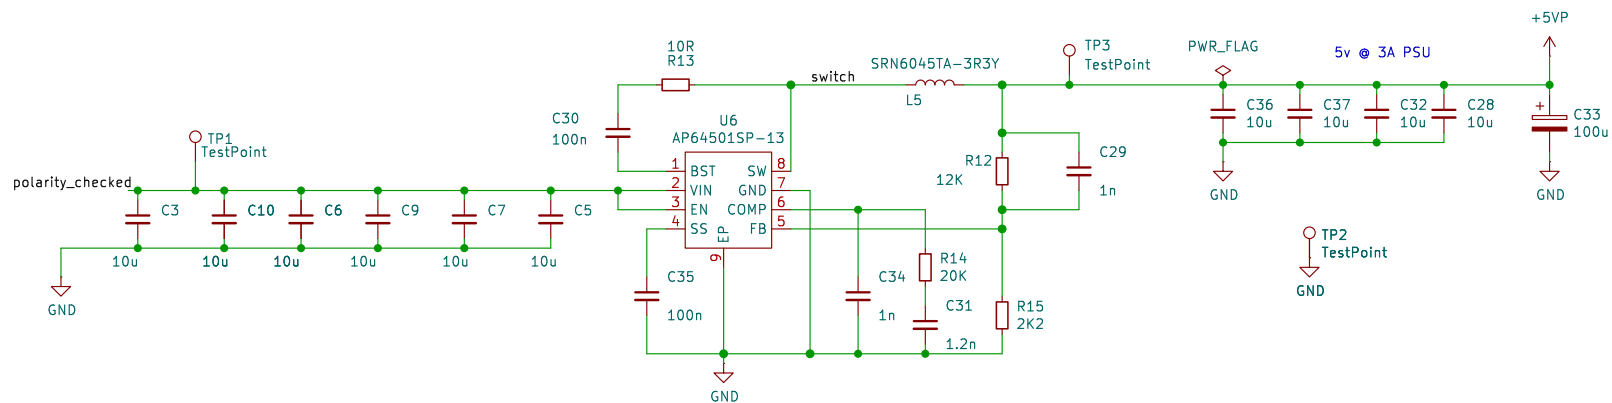 +5VP
10R
R13
TP3
TestPoint
PWR_FLAG
5v @ 3A PSU
SRN6045TA-3R3Y
L5
switch
C30
100n
U6
AP64501SP-13
C36
10u
C37
10u
C32
10u
C28
10u
C33
100u
+
TP1
TestPoint
polarity_checked
C3
C10
C6
C9
C7
C5
10u
10u
10u
10u
10u
10u
GND
1
BST
2
VIN
3
EN
4
SS
SW
8
GND
7
COMP
6
FB
5
EP
9
R12
12K
C29
1n
GND
GND
TP2
TestPoint
GND
C35
100n
C34
1n
R14
20K
C31
1.2n
R15
2K2
GND